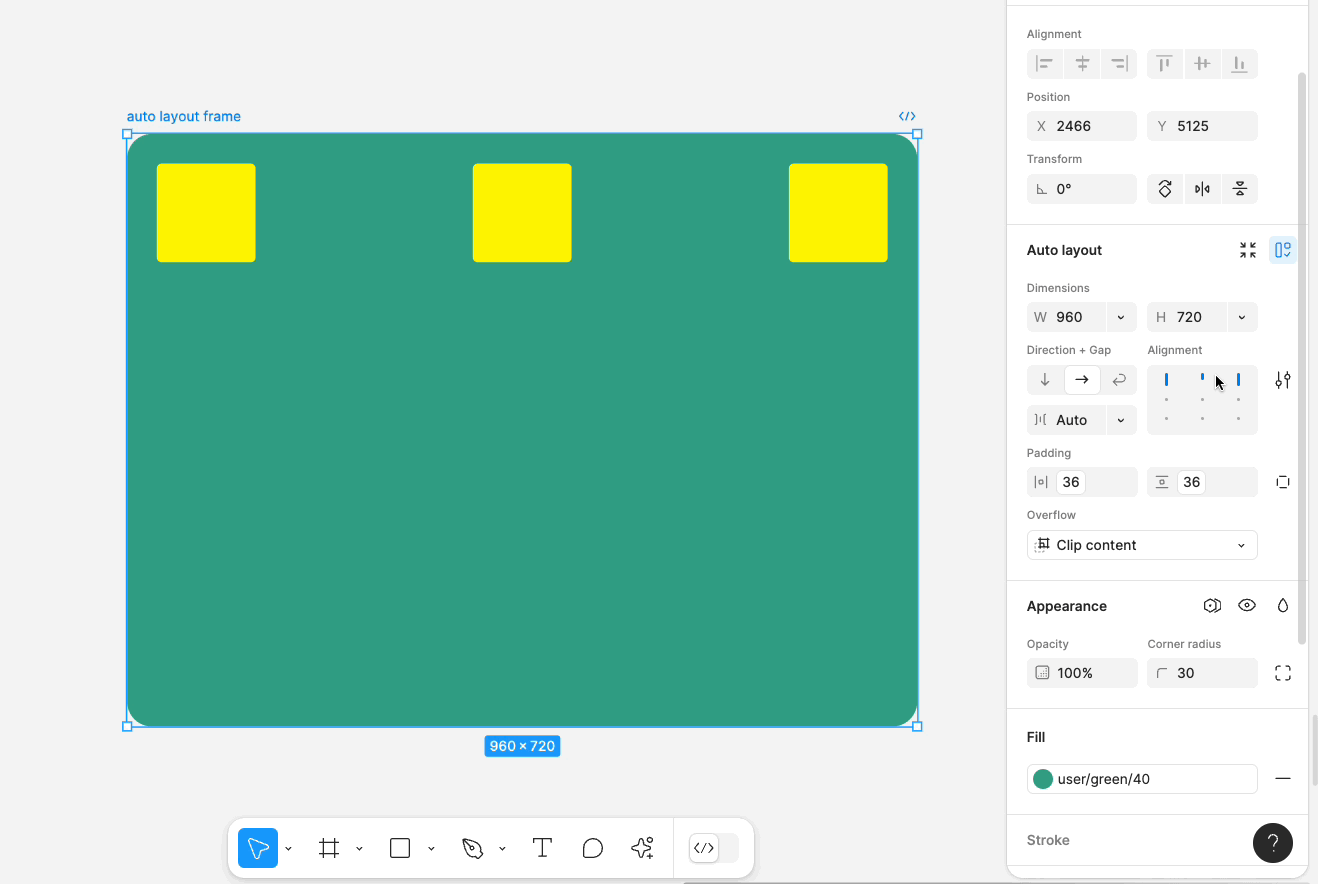 Alignment
Position
X 2466 Y 5125
Transform
0°
auto layout frame
Auto layout
Dimensions
W 960 H 720
Direction + Gap Alignment
Auto
Padding
36 36
Overflow
Clip content
Appearance
Opacity Corner radius
100% 30
Fill
960 × 720
user/green/40
Stroke
?